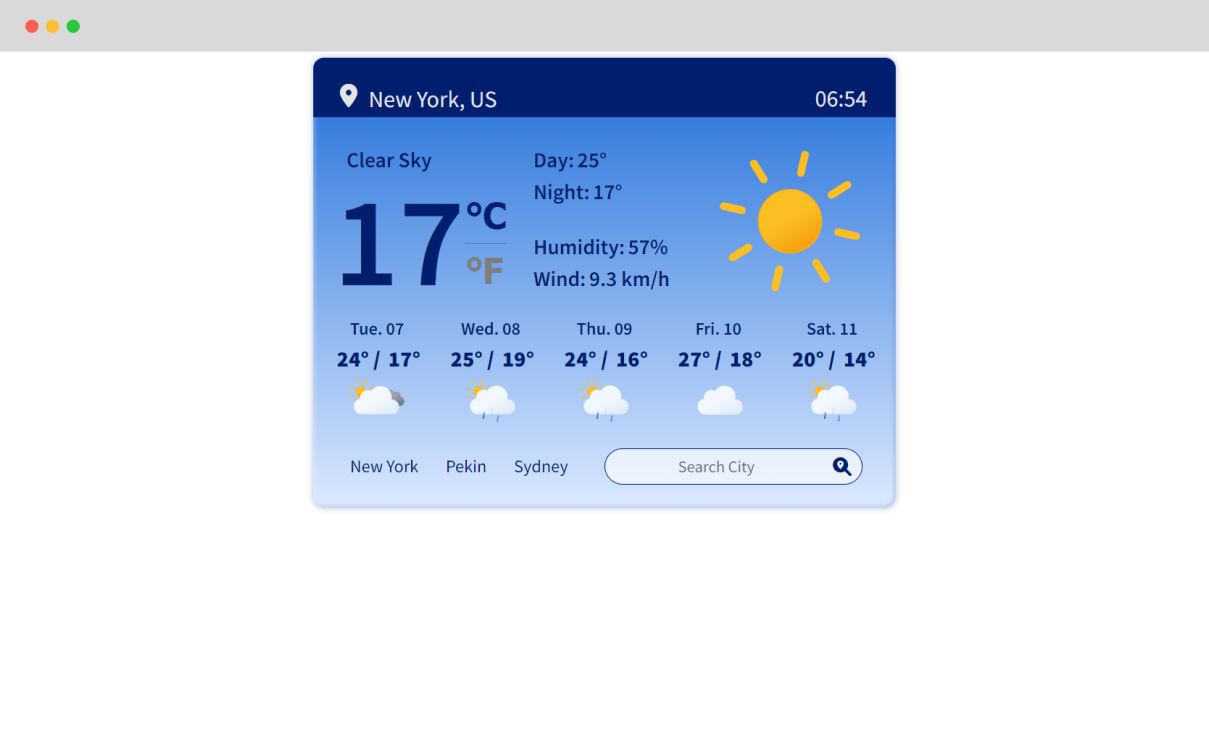 New York, US 06:54
Clear Sky
17 °C
°F
Day: 25°
Night: 17°
Humidity: 57%
Wind: 9.3 km/h
Tue. 07 Wed. 08 Thu. 09 Fri. 10 Sat. 11
24° / 17° 25° / 19° 24° / 16° 27° / 18° 20° / 14°
New York Pekin Sydney Search City